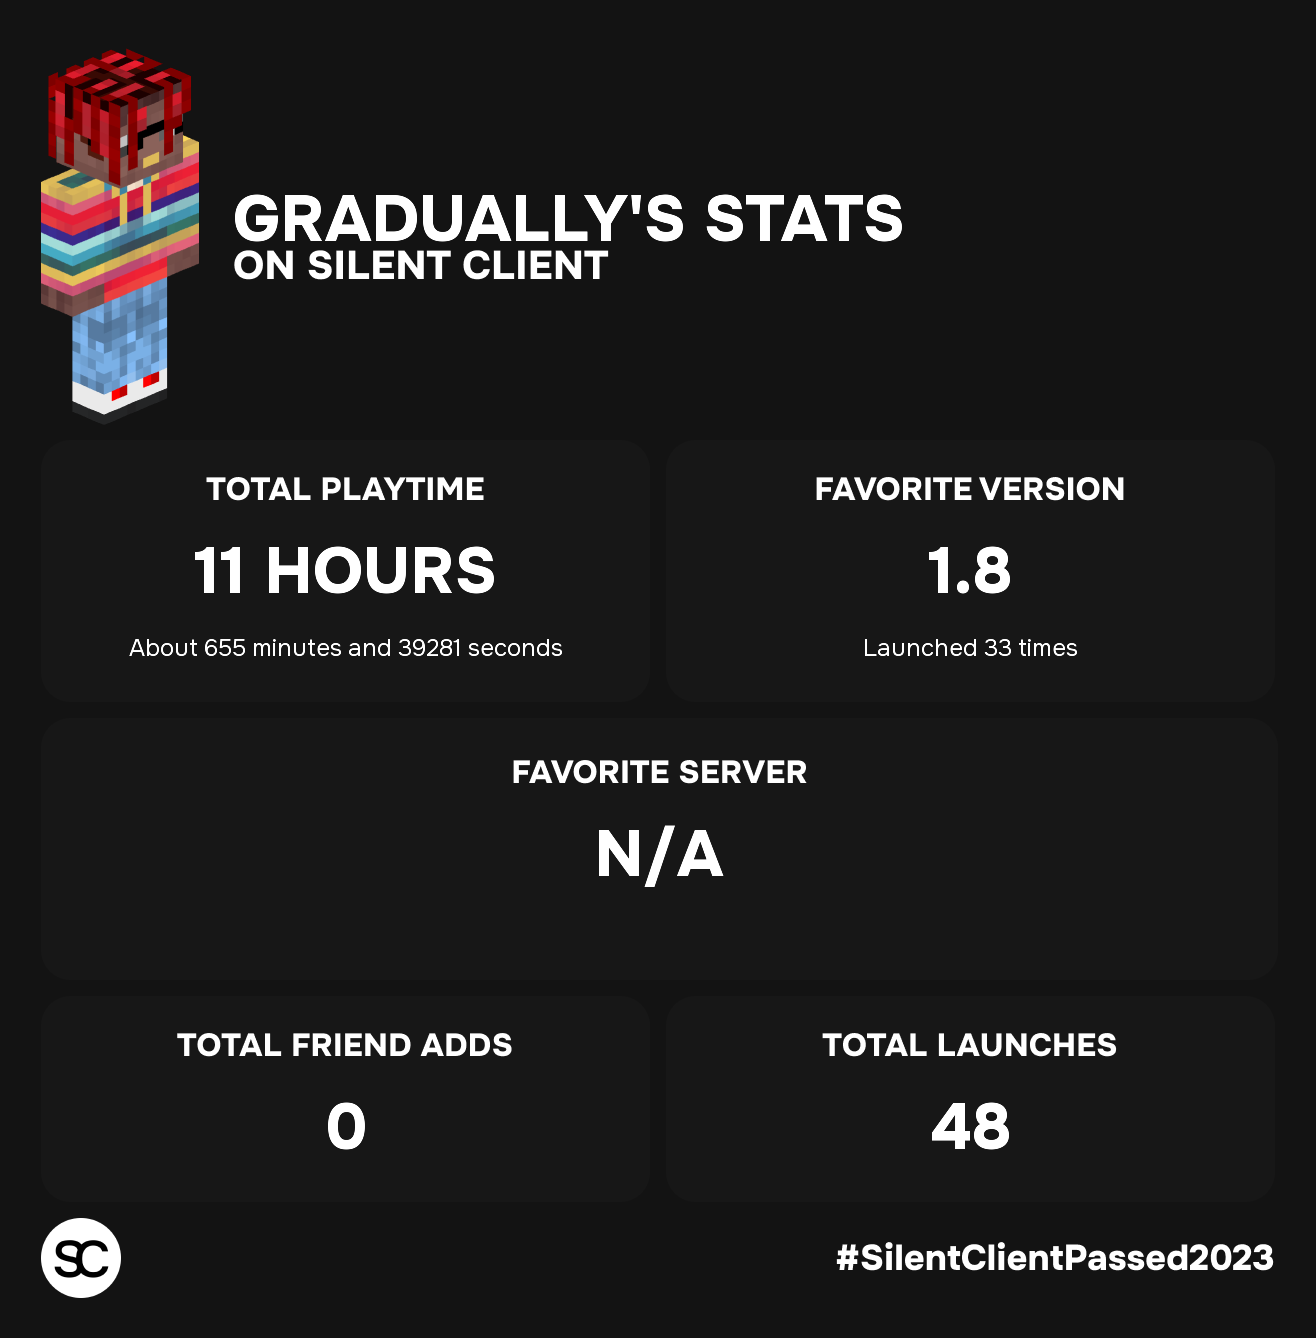 GRADUALLY'S STATS
ON SILENT CLIENT
TOTAL PLAYTIME
11 HOURS
About 655 minutes and 39281 seconds
FAVORITE VERSION
1.8
Launched 33 times
FAVORITE SERVER
N/A
TOTAL FRIEND ADDS
0
TOTAL LAUNCHES
48
SC
#SilentClientPassed2023